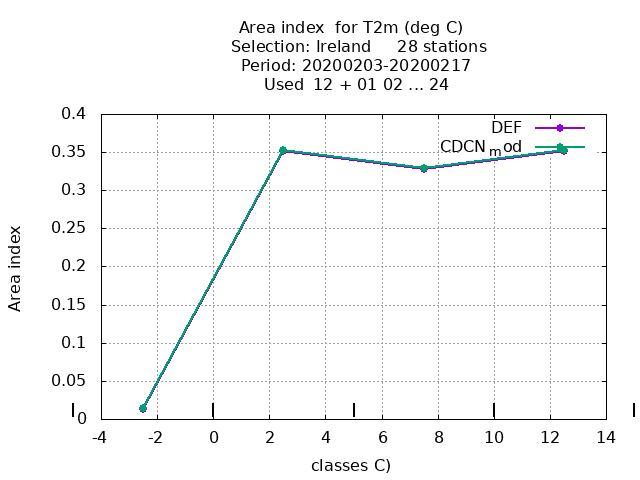 Area index  for T2m (deg C)
Selection: Ireland     28 stations
Period: 20200203-20200217
Used  12 + 01 02 ... 24
DEF
CDCN_mod
Area index
0.4
0.35
0.3
0.25
0.2
0.15
0.1
0.05
0
-4 -2 0 2 4 6 8 10 12 14
classes C)